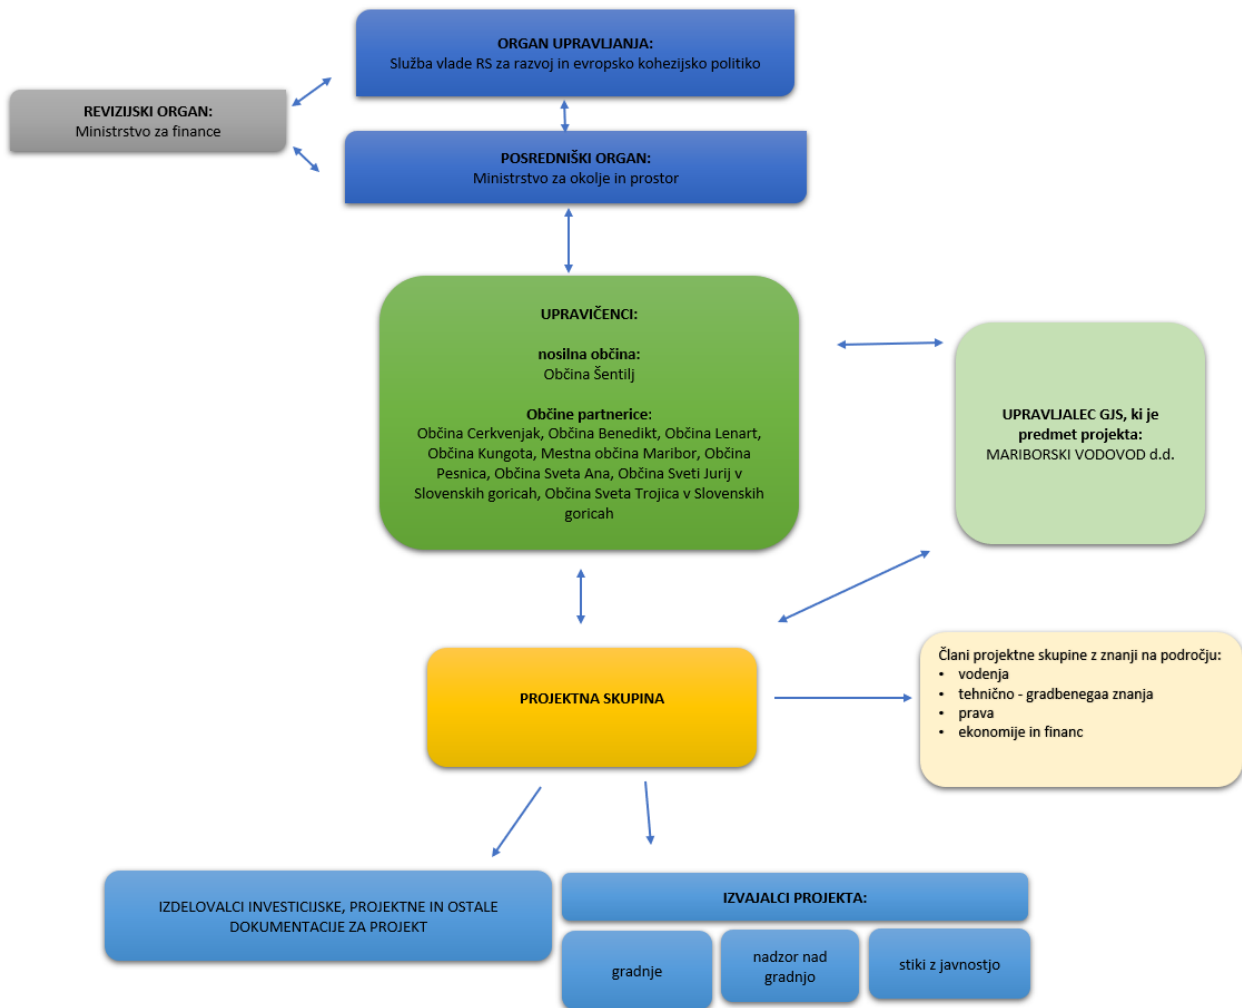 ORGAN UPRAVLJANJA:
Služba vlade RS za razvoj in evropsko kohezijsko politiko
REVIZIJSKI ORGAN:
Ministrstvo za finance
POSREDNIŠKI ORGAN:
Ministrstvo za okolje in prostor
UPRAVIČENCI:
nosilna občina:
Občina Šentilj
Občine partnerice:
Občina Cerkvenjak, Občina Benedikt, Občina Lenart,
Občina Kungota, Mestna občina Maribor, Občina
Pesnica, Občina Sveta Ana, Občina Sveti Jurij v
Slovenskih goricah, Občina Sveta Trojica v Slovenskih
goricah
UPRAVLJALEC GJS, ki je
predmet projekta:
MARIBORSKI VODOVOD d.d.
PROJEKTNA SKUPINA
Člani projektne skupine z znanji na področju:
• vodenja
• tehnično - gradbenegaa znanja
• prava
• ekonomije in financ
IZDELOVALCI INVESTICIJSKE, PROJEKTNE IN OSTALE
DOKUMENTACIJE ZA PROJEKT
IZVAJALCI PROJEKTA:
gradnje
nadzor nad
gradnjo
stiki z javnostjo